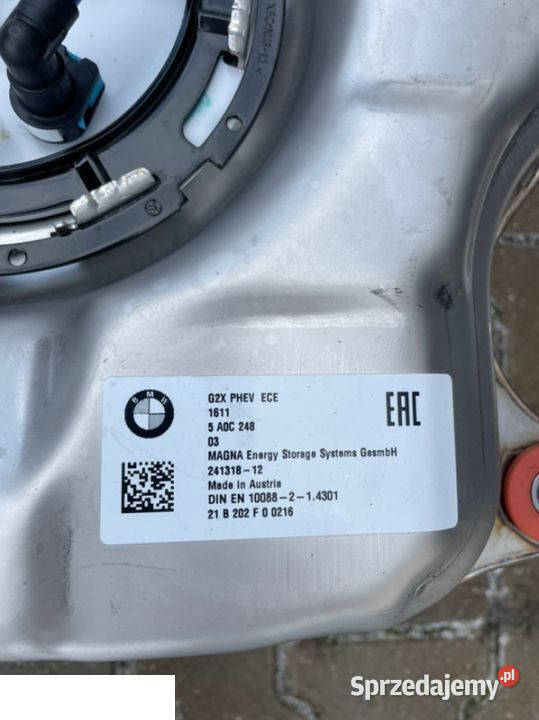 BMW
G2X PHEV ECE
1611
5 A0C 248
03
MAGNA Energy Storage Systems GesmbH
241318-12
Made in Austria
DIN EN 10088-2-1.4301
21 B 202 F 0 0216
EAC
Sprzedajemy.pl